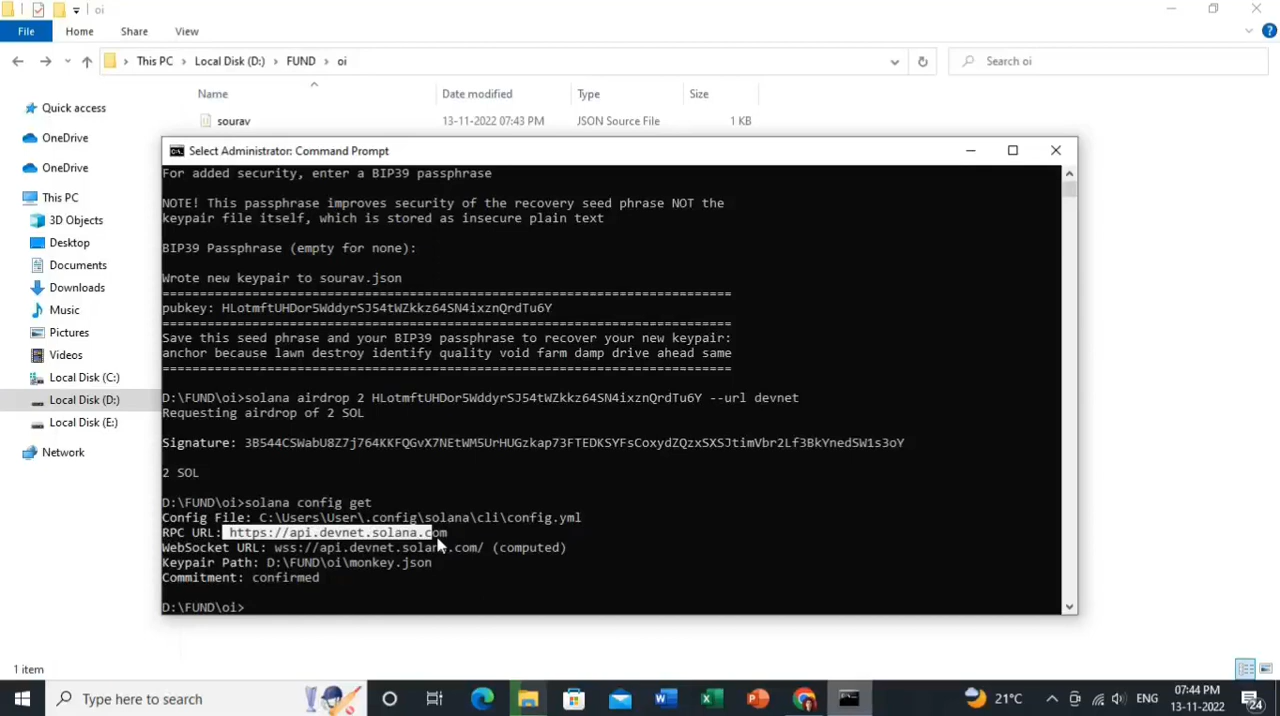 oi
File
Home
Share
View
This PC
Local Disk (D:)
FUND
oi
Search oi
Name
Date modified
Type
Size
sourav
13-11-2022 07:43 PM
JSON Source File
1 KB
Quick access
OneDrive
OneDrive
This PC
3D Objects
Desktop
Documents
Downloads
Music
Pictures
Videos
Local Disk (C:)
Local Disk (D:)
Local Disk (E:)
Network
Select Administrator: Command Prompt
For added security, enter a BIP39 passphrase
NOTE! This passphrase improves security of the recovery seed phrase NOT the
keypair file itself, which is stored as insecure plain text
BIP39 Passphrase (empty for none):
Wrote new keypair to sourav.json
============================================================================
pubkey: HLotmftUHDor5WddyrSJ54tWZkkz64SN4ixznQrdTu6Y
============================================================================
Save this seed phrase and your BIP39 passphrase to recover your new keypair:
anchor because lawn destroy identify quality void farm damp drive ahead same
============================================================================
D:\FUND\oi>solana airdrop 2 HLotmftUHDor5WddyrSJ54tWZkkz64SN4ixznQrdTu6Y --url devnet
Requesting airdrop of 2 SOL
Signature: 3B544CSWabU8Z7j764KKFQGvX7NEtWM5UrHUGzkap73FTEDKSYFsCoxydZQzxSXSJtimVbr2Lf3BkYnedSW1s3oY
2 SOL
D:\FUND\oi>solana config get
Config File: C:\Users\User\.config\solana\cli\config.yml
RPC URL: https://api.devnet.solana.com
WebSocket URL: wss://api.devnet.solana.com/ (computed)
Keypair Path: D:\FUND\oi\monkey.json
Commitment: confirmed
D:\FUND\oi>
1 item
Type here to search
21°C
ENG
07:44 PM
13-11-2022
24